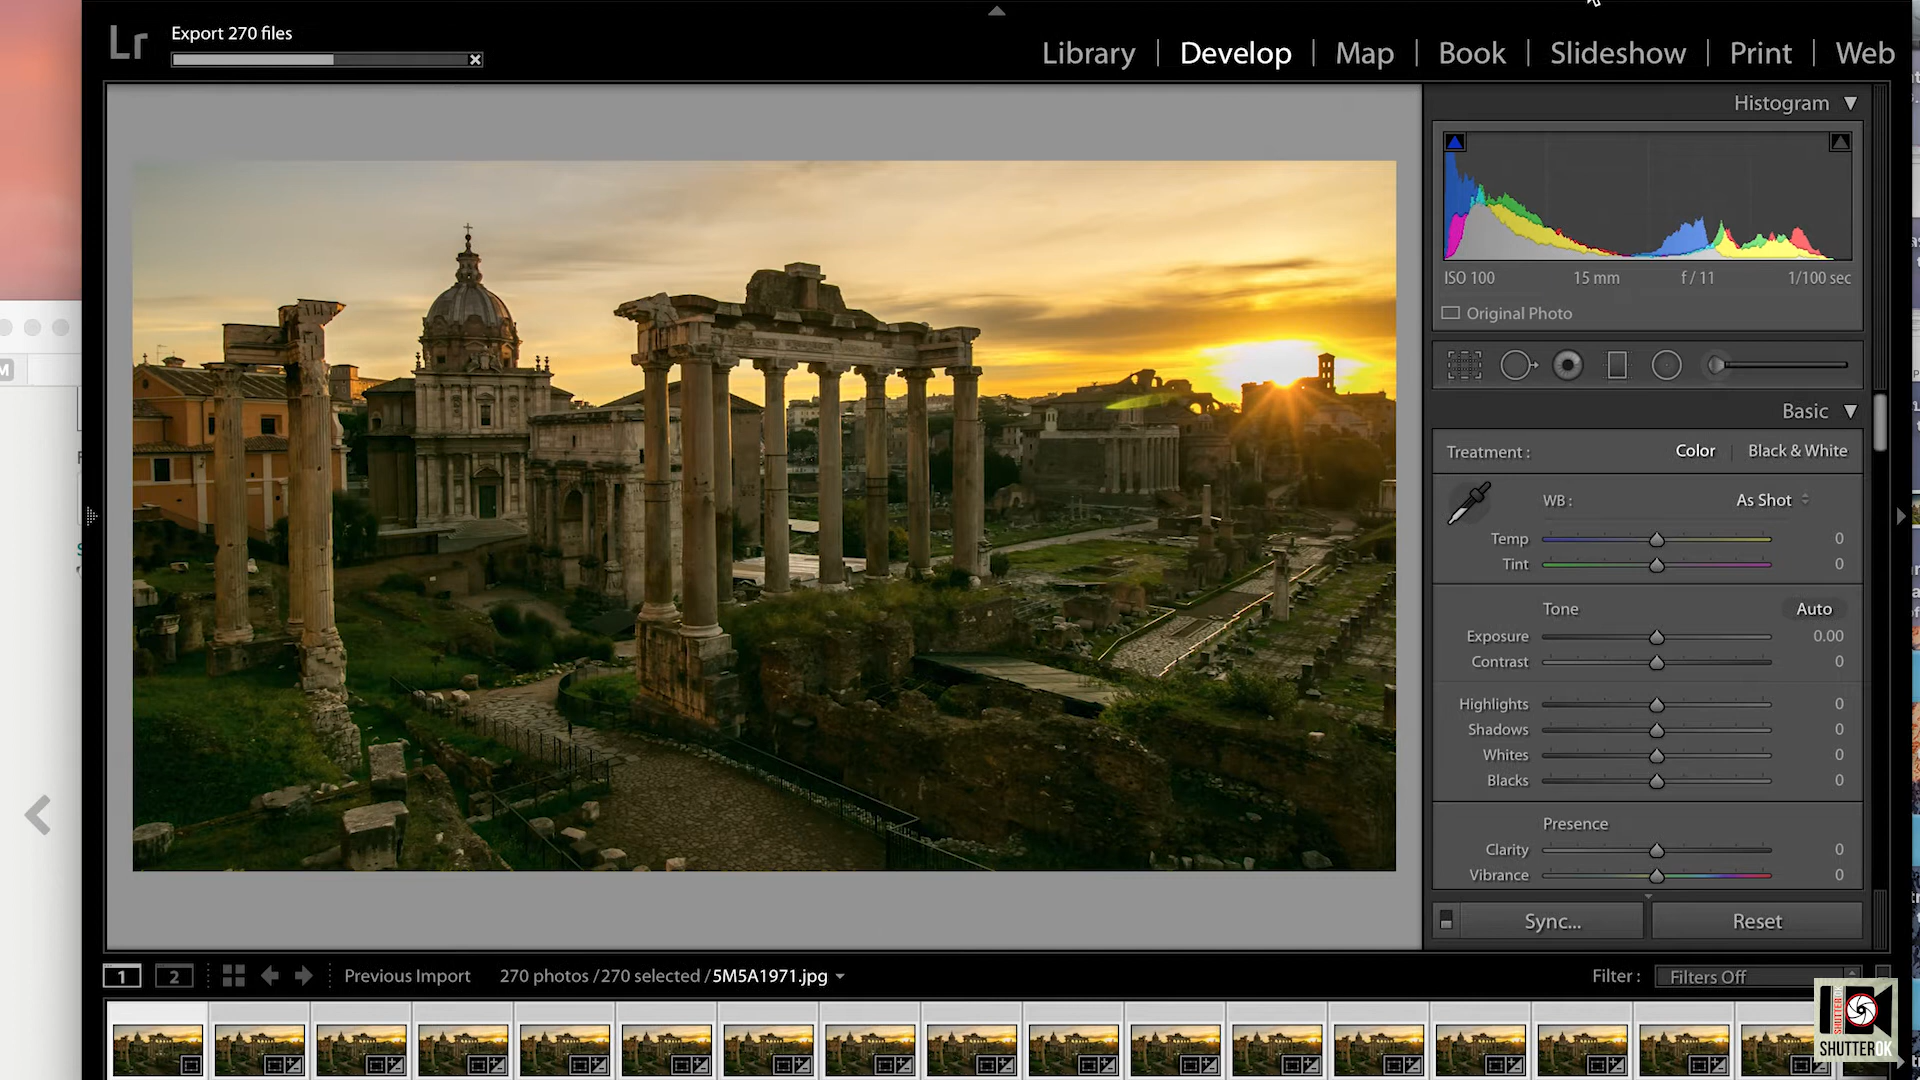 Lr
Export 270 files
Library | Develop | Map | Book | Slideshow | Print | Web
Histogram
ISO 100 15 mm f / 11 1/100 sec
Original Photo
Basic
Treatment : Color Black & White
WB : As Shot
Temp 0
Tint 0
Tone Auto
Exposure 0.00
Contrast 0
Highlights 0
Shadows 0
Whites 0
Blacks 0
Presence
Clarity 0
Vibrance 0
Sync... Reset
1 2 Previous Import 270 photos / 270 selected / 5M5A1971.jpg Filter : Filters Off
SHUTTEROK
M